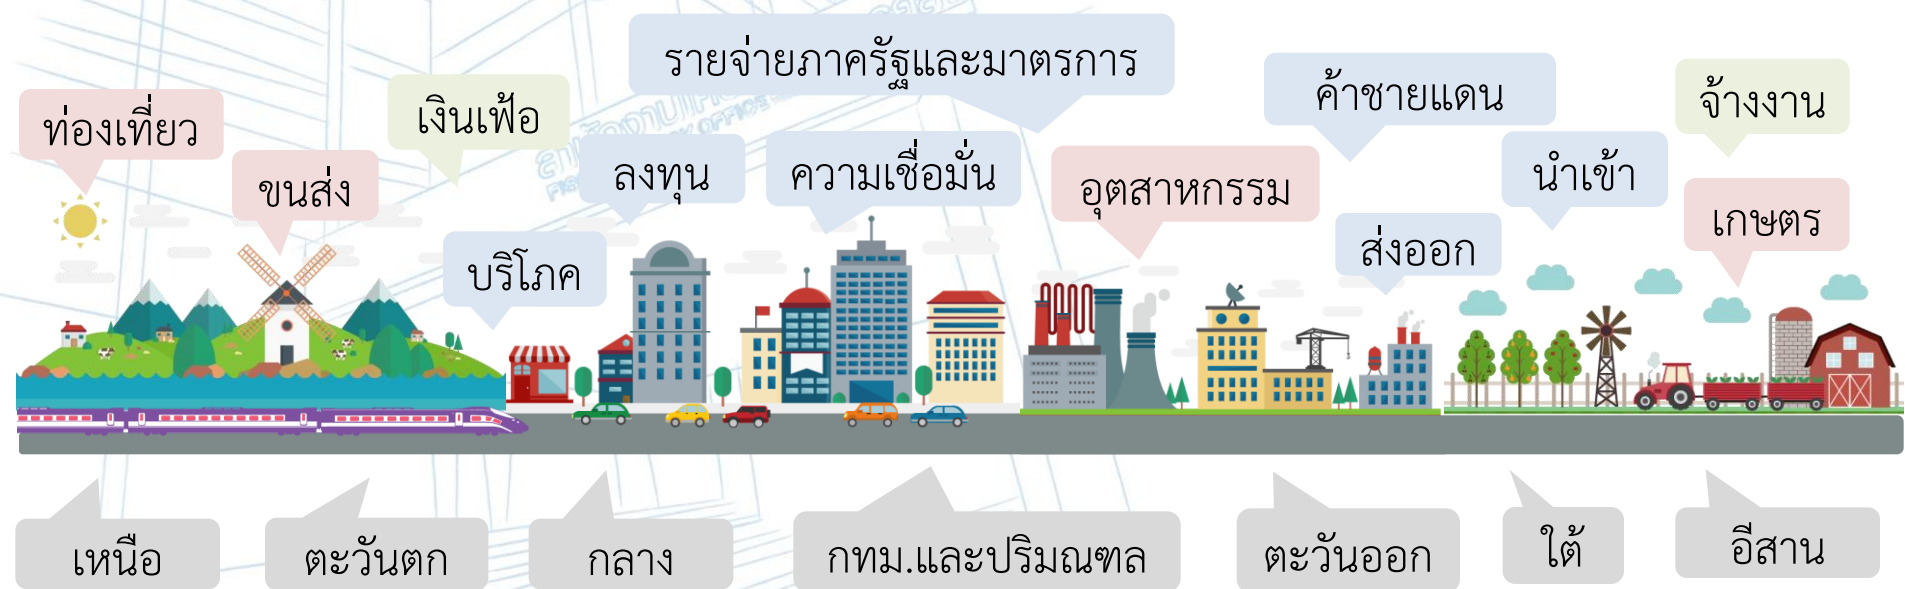 รายจ่ายภาครัฐและมาตรการ
ท่องเที่ยว
เงินเฟ้อ
ค้าชายแดน
จ้างงาน
ขนส่ง
ลงทุน
ความเชื่อมั่น
อุตสาหกรรม
นำเข้า
เกษตร
บริโภค
ส่งออก
เหนือ
ตะวันตก
กลาง
กทม.และปริมณฑล
ตะวันออก
ใต้
อีสาน